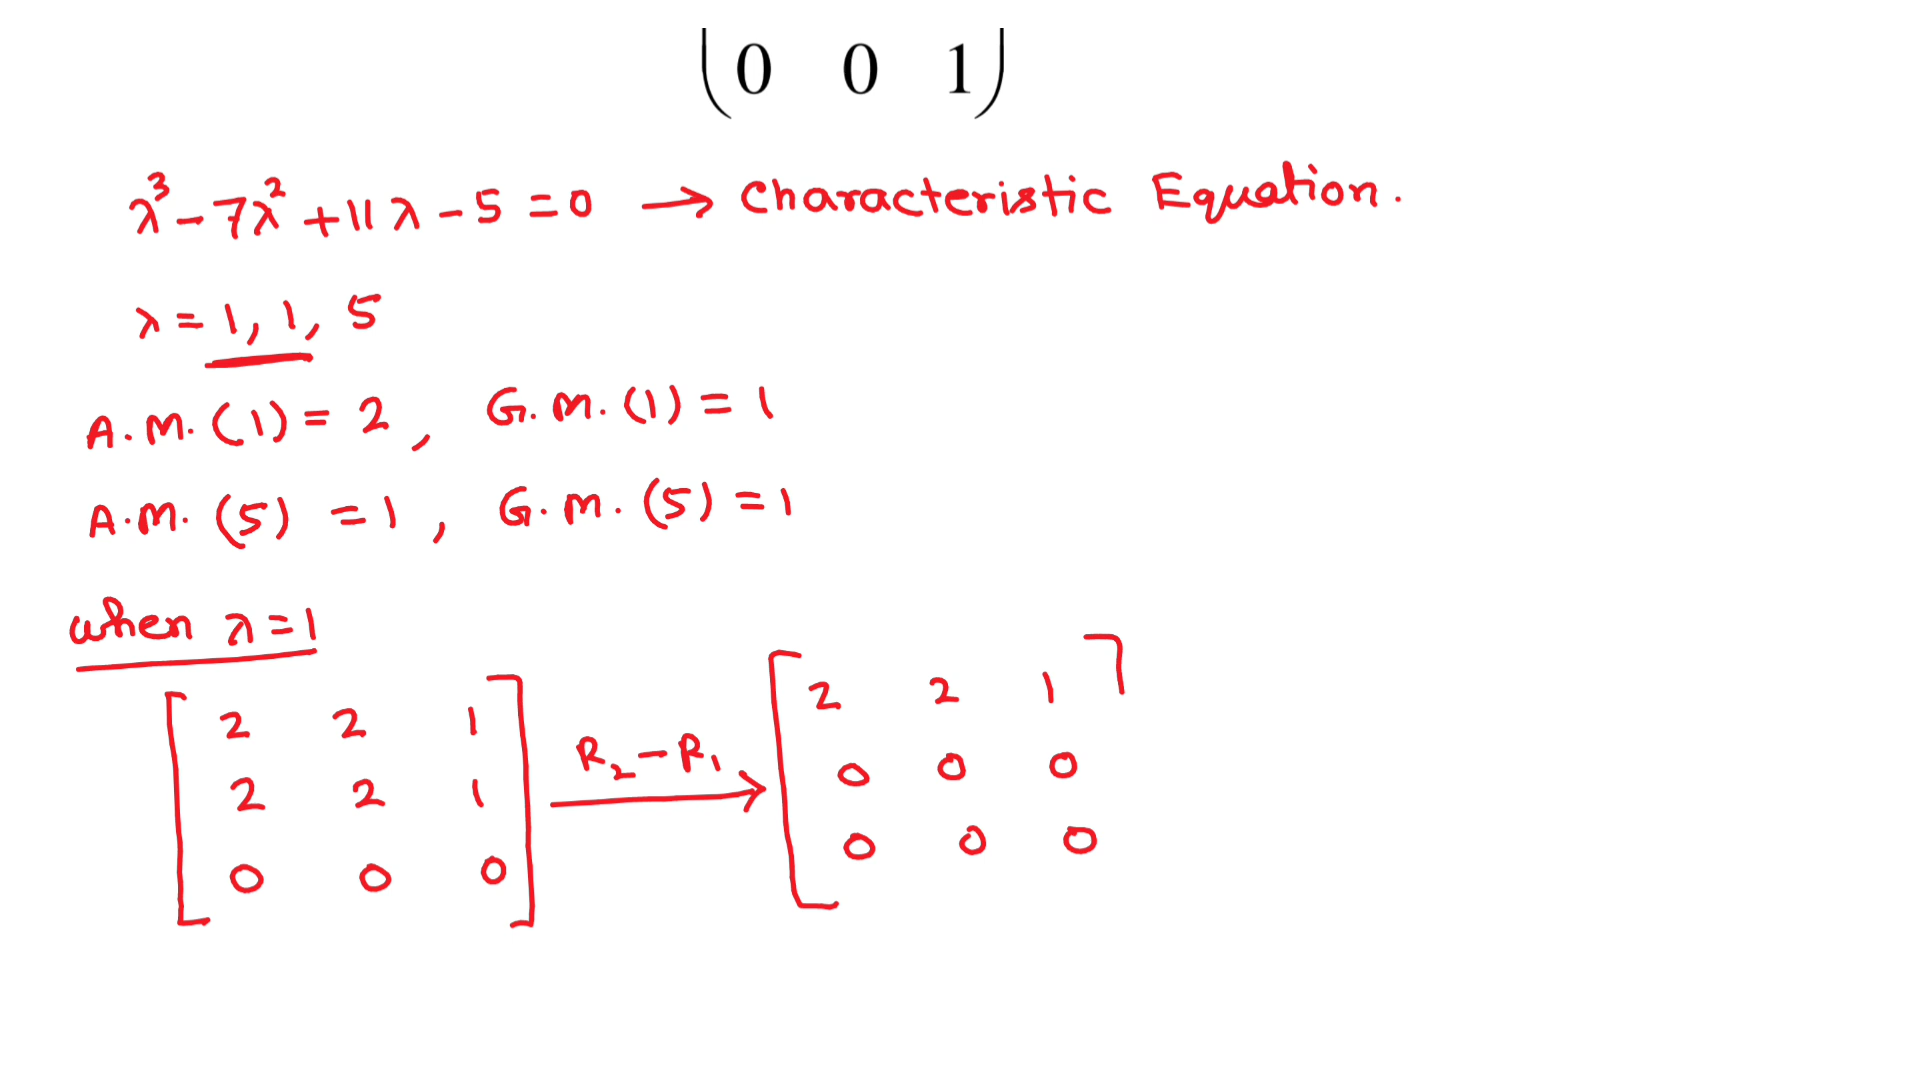 0 0 1
λ³ - 7λ² + 11λ - 5 = 0 → Characteristic Equation.
λ = 1, 1, 5
A.M.(1) = 2, G.M.(1) = 1
A.M.(5) = 1, G.M.(5) = 1
when λ = 1
2 2 1
2 2 1
0 0 0
R₂ - R₁
2 2 1
0 0 0
0 0 0